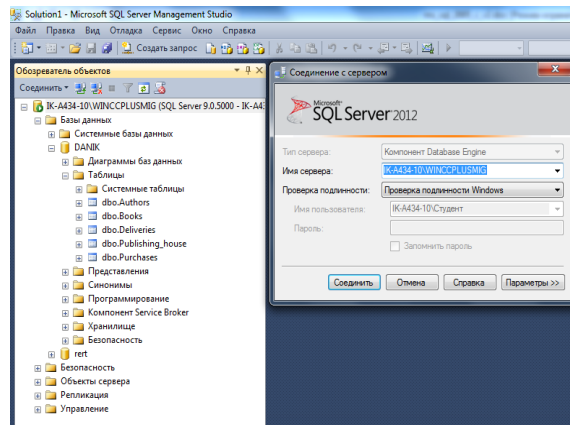 Solution1 - Microsoft SQL Server Management Studio
Файл Правка Вид Отладка Сервис Окно Справка
Создать запрос
Обозреватель объектов
Соединить
IK-A434-10\WINCCPLUSMIG (SQL Server 9.0.5000 - IK-A43
Базы данных
Системные базы данных
DANIK
Диаграммы баз данных
Таблицы
Системные таблицы
dbo.Authors
dbo.Books
dbo.Deliveries
dbo.Publishing_house
dbo.Purchases
Представления
Синонимы
Программирование
Компонент Service Broker
Хранилище
Безопасность
rert
Безопасность
Объекты сервера
Репликация
Управление
Соединение с сервером
Microsoft
SQL Server 2012
Тип сервера: Компонент Database Engine
Имя сервера: IK-A434-10\WINCCPLUSMIG
Проверка подлинности: Проверка подлинности Windows
Имя пользователя: IK-A434-10\Студент
Пароль:
Запомнить пароль
Соединить Отмена Справка Параметры >>